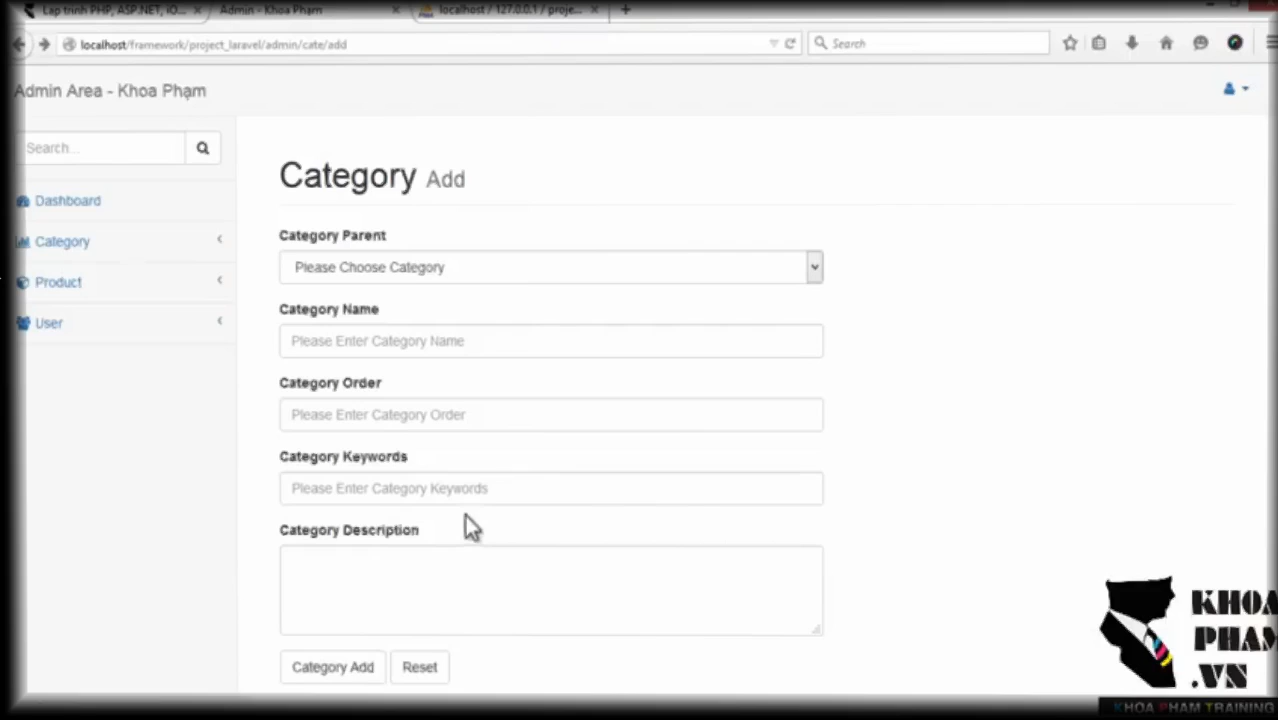 Lap trinh PHP, ASP.NET, iO...
Admin - Khoa Phạm
localhost / 127.0.0.1 / proje...
localhost/framework/project_laravel/admin/cate/add
Search
Admin Area - Khoa Phạm
Search...
Dashboard
Category
Product
User
Category Add
Category Parent
Please Choose Category
Category Name
Please Enter Category Name
Category Order
Please Enter Category Order
Category Keywords
Please Enter Category Keywords
Category Description
Category Add
Reset
KHOA
PHAM
.VN
KHOA PHAM TRAINING